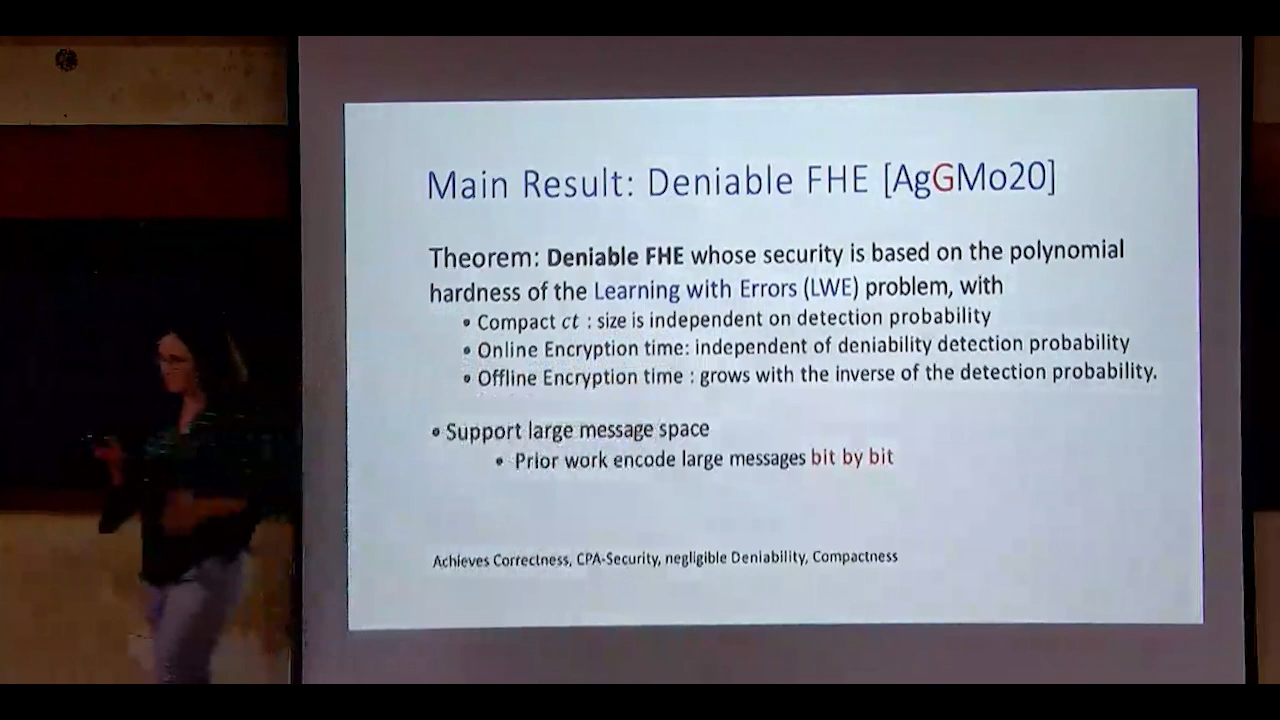 Main Result: Deniable FHE [AgGMo20]
Theorem: Deniable FHE whose security is based on the polynomial
hardness of the Learning with Errors (LWE) problem, with
• Compact ct : size is independent on detection probability
• Online Encryption time: independent of deniability detection probability
• Offline Encryption time : grows with the inverse of the detection probability.
• Support large message space
• Prior work encode large messages bit by bit
Achieves Correctness, CPA-Security, negligible Deniability, Compactness